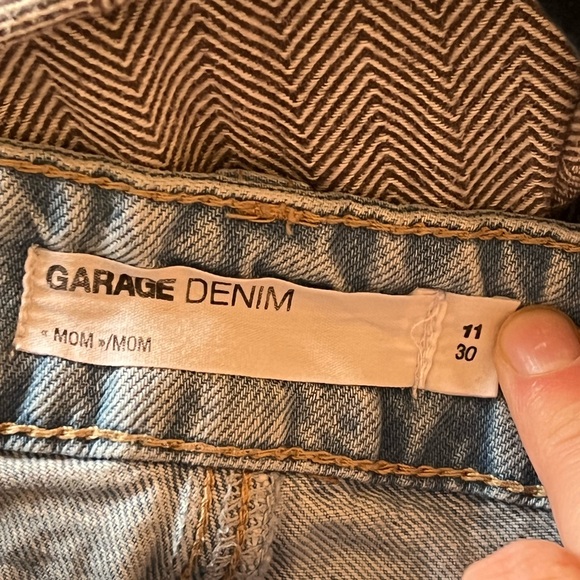 GARAGE DENIM
« MOM »/MOM
11
30